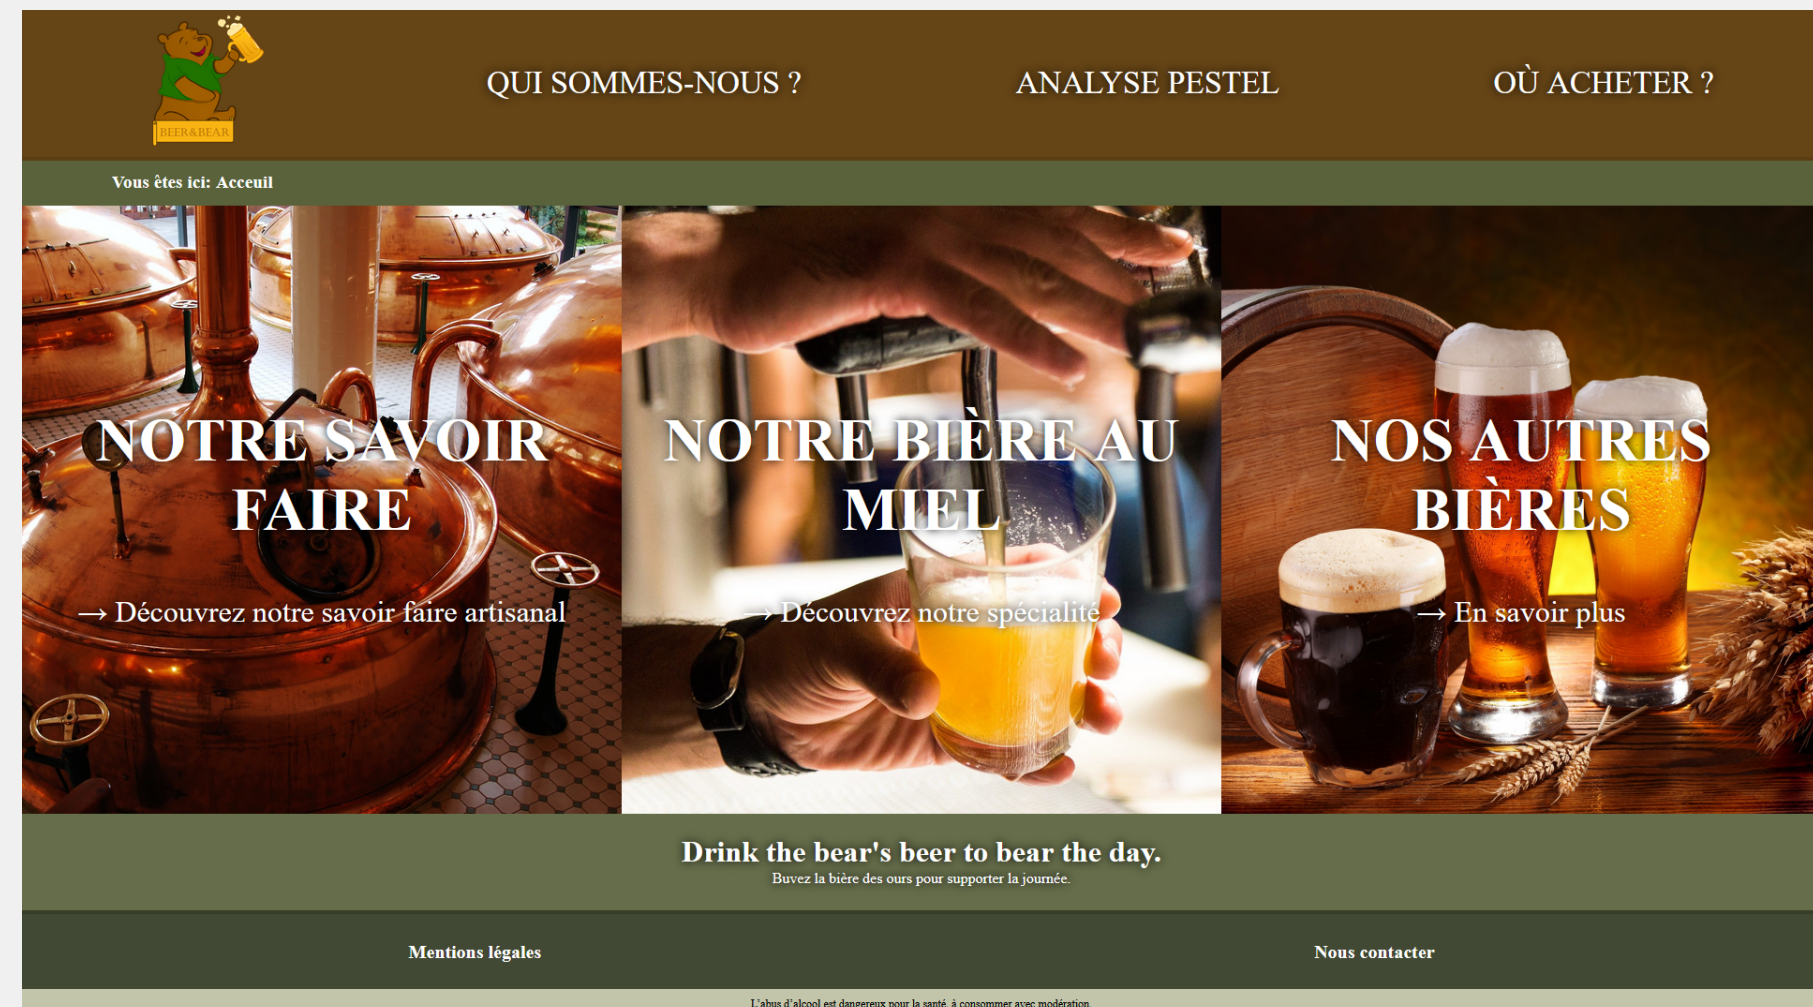 BEER&BEAR
QUI SOMMES-NOUS ?
ANALYSE PESTEL
OÙ ACHETER ?
Vous êtes ici: Acceuil
NOTRE SAVOIR
FAIRE
→ Découvrez notre savoir faire artisanal
NOTRE BIÈRE AU
MIEL
→ Découvrez notre spécialité
NOS AUTRES
BIÈRES
→ En savoir plus
Drink the bear's beer to bear the day.
Buvez la bière des ours pour supporter la journée.
Mentions légales
Nous contacter
L'abus d'alcool est dangereux pour la santé, à consommer avec modération.